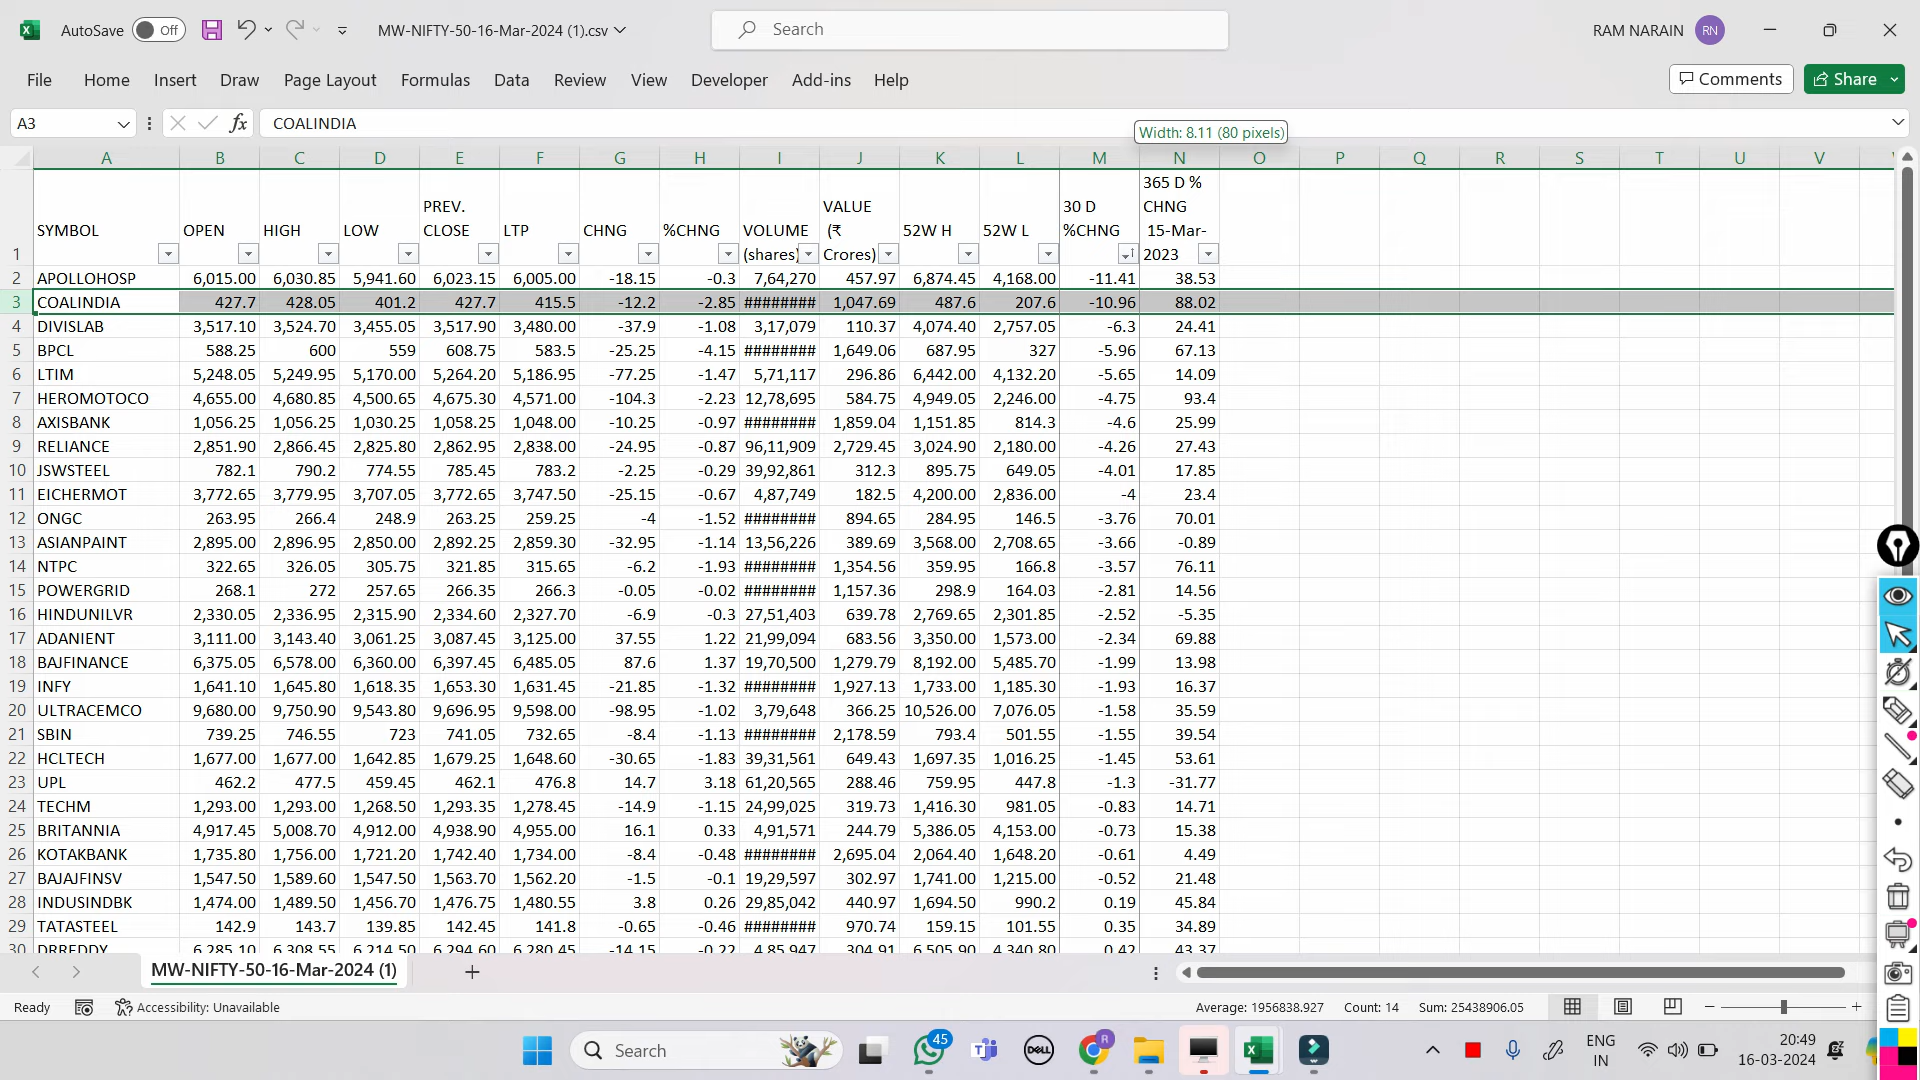 AutoSave Off MW-NIFTY-50-16-Mar-2024 (1).csv Search RAM NARAIN RN
File Home Insert Draw Page Layout Formulas Data Review View Developer Add-ins Help Comments Share
A3 fx COALINDIA
Width: 8.11 (80 pixels)
A B C D E F G H I J K L M N O P Q R S T U V
1 SYMBOL OPEN HIGH LOW PREV. CLOSE LTP CHNG %CHNG VOLUME (shares) VALUE (₹ Crores) 52W H 52W L 30 D %CHNG 365 D % CHNG 15-Mar-2023
2 APOLLOHOSP 6,015.00 6,030.85 5,941.60 6,023.15 6,005.00 -18.15 -0.3 7,64,270 457.97 6,874.45 4,168.00 -11.41 38.53
3 COALINDIA 427.7 428.05 401.2 427.7 415.5 -12.2 -2.85 ######## 1,047.69 487.6 207.6 -10.96 88.02
4 DIVISLAB 3,517.10 3,524.70 3,455.05 3,517.90 3,480.00 -37.9 -1.08 3,17,079 110.37 4,074.40 2,757.05 -6.3 24.41
5 BPCL 588.25 600 559 608.75 583.5 -25.25 -4.15 ######## 1,649.06 687.95 327 -5.96 67.13
6 LTIM 5,248.05 5,249.95 5,170.00 5,264.20 5,186.95 -77.25 -1.47 5,71,117 296.86 6,442.00 4,132.20 -5.65 14.09
7 HEROMOTOCO 4,655.00 4,680.85 4,500.65 4,675.30 4,571.00 -104.3 -2.23 12,78,695 584.75 4,949.05 2,246.00 -4.75 93.4
8 AXISBANK 1,056.25 1,056.25 1,030.25 1,058.25 1,048.00 -10.25 -0.97 ######## 1,859.04 1,151.85 814.3 -4.6 25.99
9 RELIANCE 2,851.90 2,866.45 2,825.80 2,862.95 2,838.00 -24.95 -0.87 96,11,909 2,729.45 3,024.90 2,180.00 -4.26 27.43
10 JSWSTEEL 782.1 790.2 774.55 785.45 783.2 -2.25 -0.29 39,92,861 312.3 895.75 649.05 -4.01 17.85
11 EICHERMOT 3,772.65 3,779.95 3,707.05 3,772.65 3,747.50 -25.15 -0.67 4,87,749 182.5 4,200.00 2,836.00 -4 23.4
12 ONGC 263.95 266.4 248.9 263.25 259.25 -4 -1.52 ######## 894.65 284.95 146.5 -3.76 70.01
13 ASIANPAINT 2,895.00 2,896.95 2,850.00 2,892.25 2,859.30 -32.95 -1.14 13,56,226 389.69 3,568.00 2,708.65 -3.66 -0.89
14 NTPC 322.65 326.05 305.75 321.85 315.65 -6.2 -1.93 ######## 1,354.56 359.95 166.8 -3.57 76.11
15 POWERGRID 268.1 272 257.65 266.35 266.3 -0.05 -0.02 ######## 1,157.36 298.9 164.03 -2.81 14.56
16 HINDUNILVR 2,330.05 2,336.95 2,315.90 2,334.60 2,327.70 -6.9 -0.3 27,51,403 639.78 2,769.65 2,301.85 -2.52 -5.35
17 ADANIENT 3,111.00 3,143.40 3,061.25 3,087.45 3,125.00 37.55 1.22 21,99,094 683.56 3,350.00 1,573.00 -2.34 69.88
18 BAJFINANCE 6,375.05 6,578.00 6,360.00 6,397.45 6,485.05 87.6 1.37 19,70,500 1,279.79 8,192.00 5,485.70 -1.99 13.98
19 INFY 1,641.10 1,645.80 1,618.35 1,653.30 1,631.45 -21.85 -1.32 ######## 1,927.13 1,733.00 1,185.30 -1.93 16.37
20 ULTRACEMCO 9,680.00 9,750.90 9,543.80 9,696.95 9,598.00 -98.95 -1.02 3,79,648 366.25 10,526.00 7,076.05 -1.58 35.59
21 SBIN 739.25 746.55 723 741.05 732.65 -8.4 -1.13 ######## 2,178.59 793.4 501.55 -1.55 39.54
22 HCLTECH 1,677.00 1,677.00 1,642.85 1,679.25 1,648.60 -30.65 -1.83 39,31,561 649.43 1,697.35 1,016.25 -1.45 53.61
23 UPL 462.2 477.5 459.45 462.1 476.8 14.7 3.18 61,20,565 288.46 759.95 447.8 -1.3 -31.77
24 TECHM 1,293.00 1,293.00 1,268.50 1,293.35 1,278.45 -14.9 -1.15 24,99,025 319.73 1,416.30 981.05 -0.83 14.71
25 BRITANNIA 4,917.45 5,008.70 4,912.00 4,938.90 4,955.00 16.1 0.33 4,91,571 244.79 5,386.05 4,153.00 -0.73 15.38
26 KOTAKBANK 1,735.80 1,756.00 1,721.20 1,742.40 1,734.00 -8.4 -0.48 ######## 2,695.04 2,064.40 1,648.20 -0.61 4.49
27 BAJAJFINSV 1,547.50 1,589.60 1,547.50 1,563.70 1,562.20 -1.5 -0.1 19,29,597 302.97 1,741.00 1,215.00 -0.52 21.48
28 INDUSINDBK 1,474.00 1,489.50 1,456.70 1,476.75 1,480.55 3.8 0.26 29,85,042 440.97 1,694.50 990.2 0.19 45.84
29 TATASTEEL 142.9 143.7 139.85 142.45 141.8 -0.65 -0.46 ######## 970.74 159.15 101.55 0.35 34.89
30 DRREDDY 6,285.10 6,308.55 6,214.50 6,294.60 6,280.45 -14.15 -0.22 4,85,947 304.91 6,505.90 4,340.80 0.42 43.37
MW-NIFTY-50-16-Mar-2024 (1)
Ready Accessibility: Unavailable Average: 1956838.927 Count: 14 Sum: 25438906.05
Search 45 DELL R ENG IN 20:49 16-03-2024